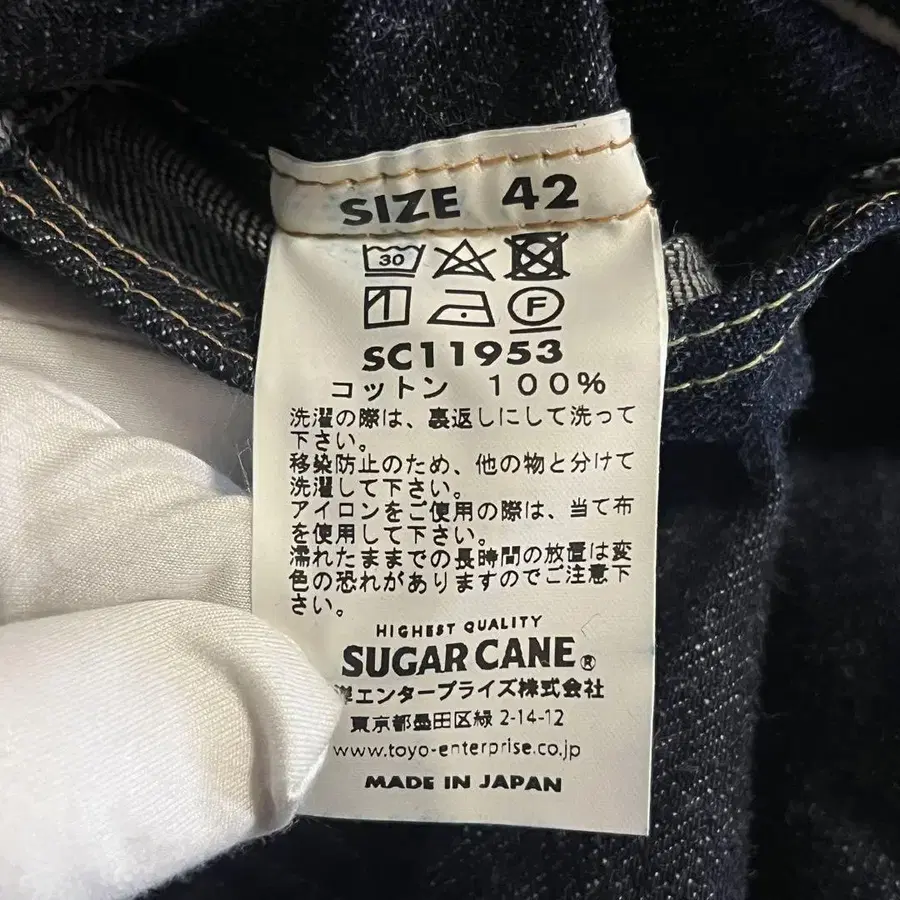 SIZE 42
30
F
SC11953
コットン 100%
洗濯の際は、裏返しにして洗って
下さい。
移染防止のため、他の物と分けて
洗濯して下さい。
アイロンをご使用の際は、当て布
を使用して下さい。
濡れたままでの長時間の放置は変
色の恐れがありますのでご注意下
さい。
HIGHEST QUALITY
SUGAR CANE®
エンタープライズ株式会社
東京都墨田区緑 2-14-12
www.toyo-enterprise.co.jp
MADE IN JAPAN